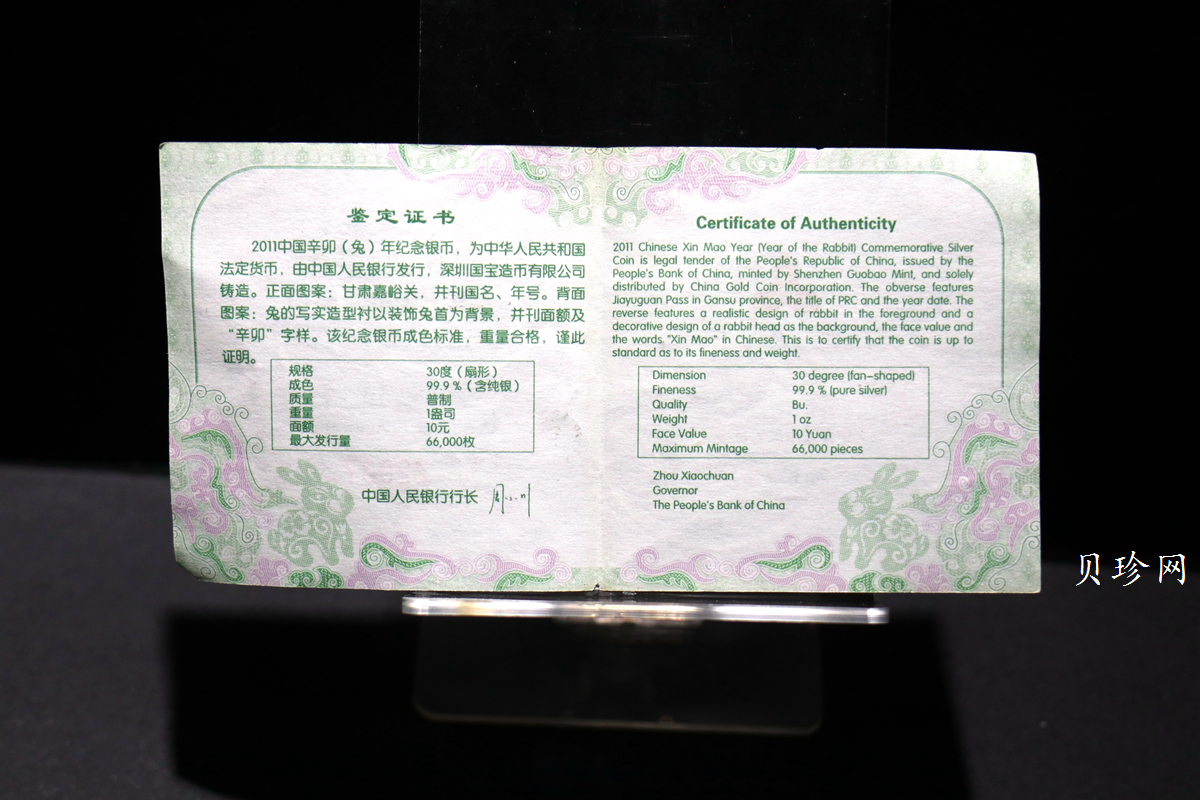 鉴定证书
2011中国辛卯（兔）年纪念银币，为中华人民共和国
法定货币，由中国人民银行发行，深圳国宝造币有限公司
铸造。正面图案：甘肃嘉峪关，并刊国名、年号。背面
图案：兔的写实造型衬以装饰兔首为背景，并刊面额及
“辛卯”字样。该纪念银币成色标准，重量合格，谨此
证明。
规格 30度（扇形）
成色 99.9％（含纯银）
质量 普制
重量 1盎司
面额 10元
最大发行量 66,000枚
中国人民银行行长
Certificate of Authenticity
2011 Chinese Xin Mao Year (Year of the Rabbit) Commemorative Silver
Coin is legal tender of the People's Republic of China, issued by the
People's Bank of China, minted by Shenzhen Guobao Mint, and solely
distributed by China Gold Coin Incorporation. The obverse features
Jiayuguan Pass in Gansu province, the title of PRC and the year date. The
reverse features a realistic design of rabbit in the foreground and a
decorative design of a rabbit head as the background, the face value and
the words "Xin Mao" in Chinese. This is to certify that the coin is up to
standard as to its fineness and weight.
Dimension 30 degree (fan-shaped)
Fineness 99.9 % (pure silver)
Quality Bu.
Weight 1 oz
Face Value 10 Yuan
Maximum Mintage 66,000 pieces
Zhou Xiaochuan
Governor
The People's Bank of China
贝珍网